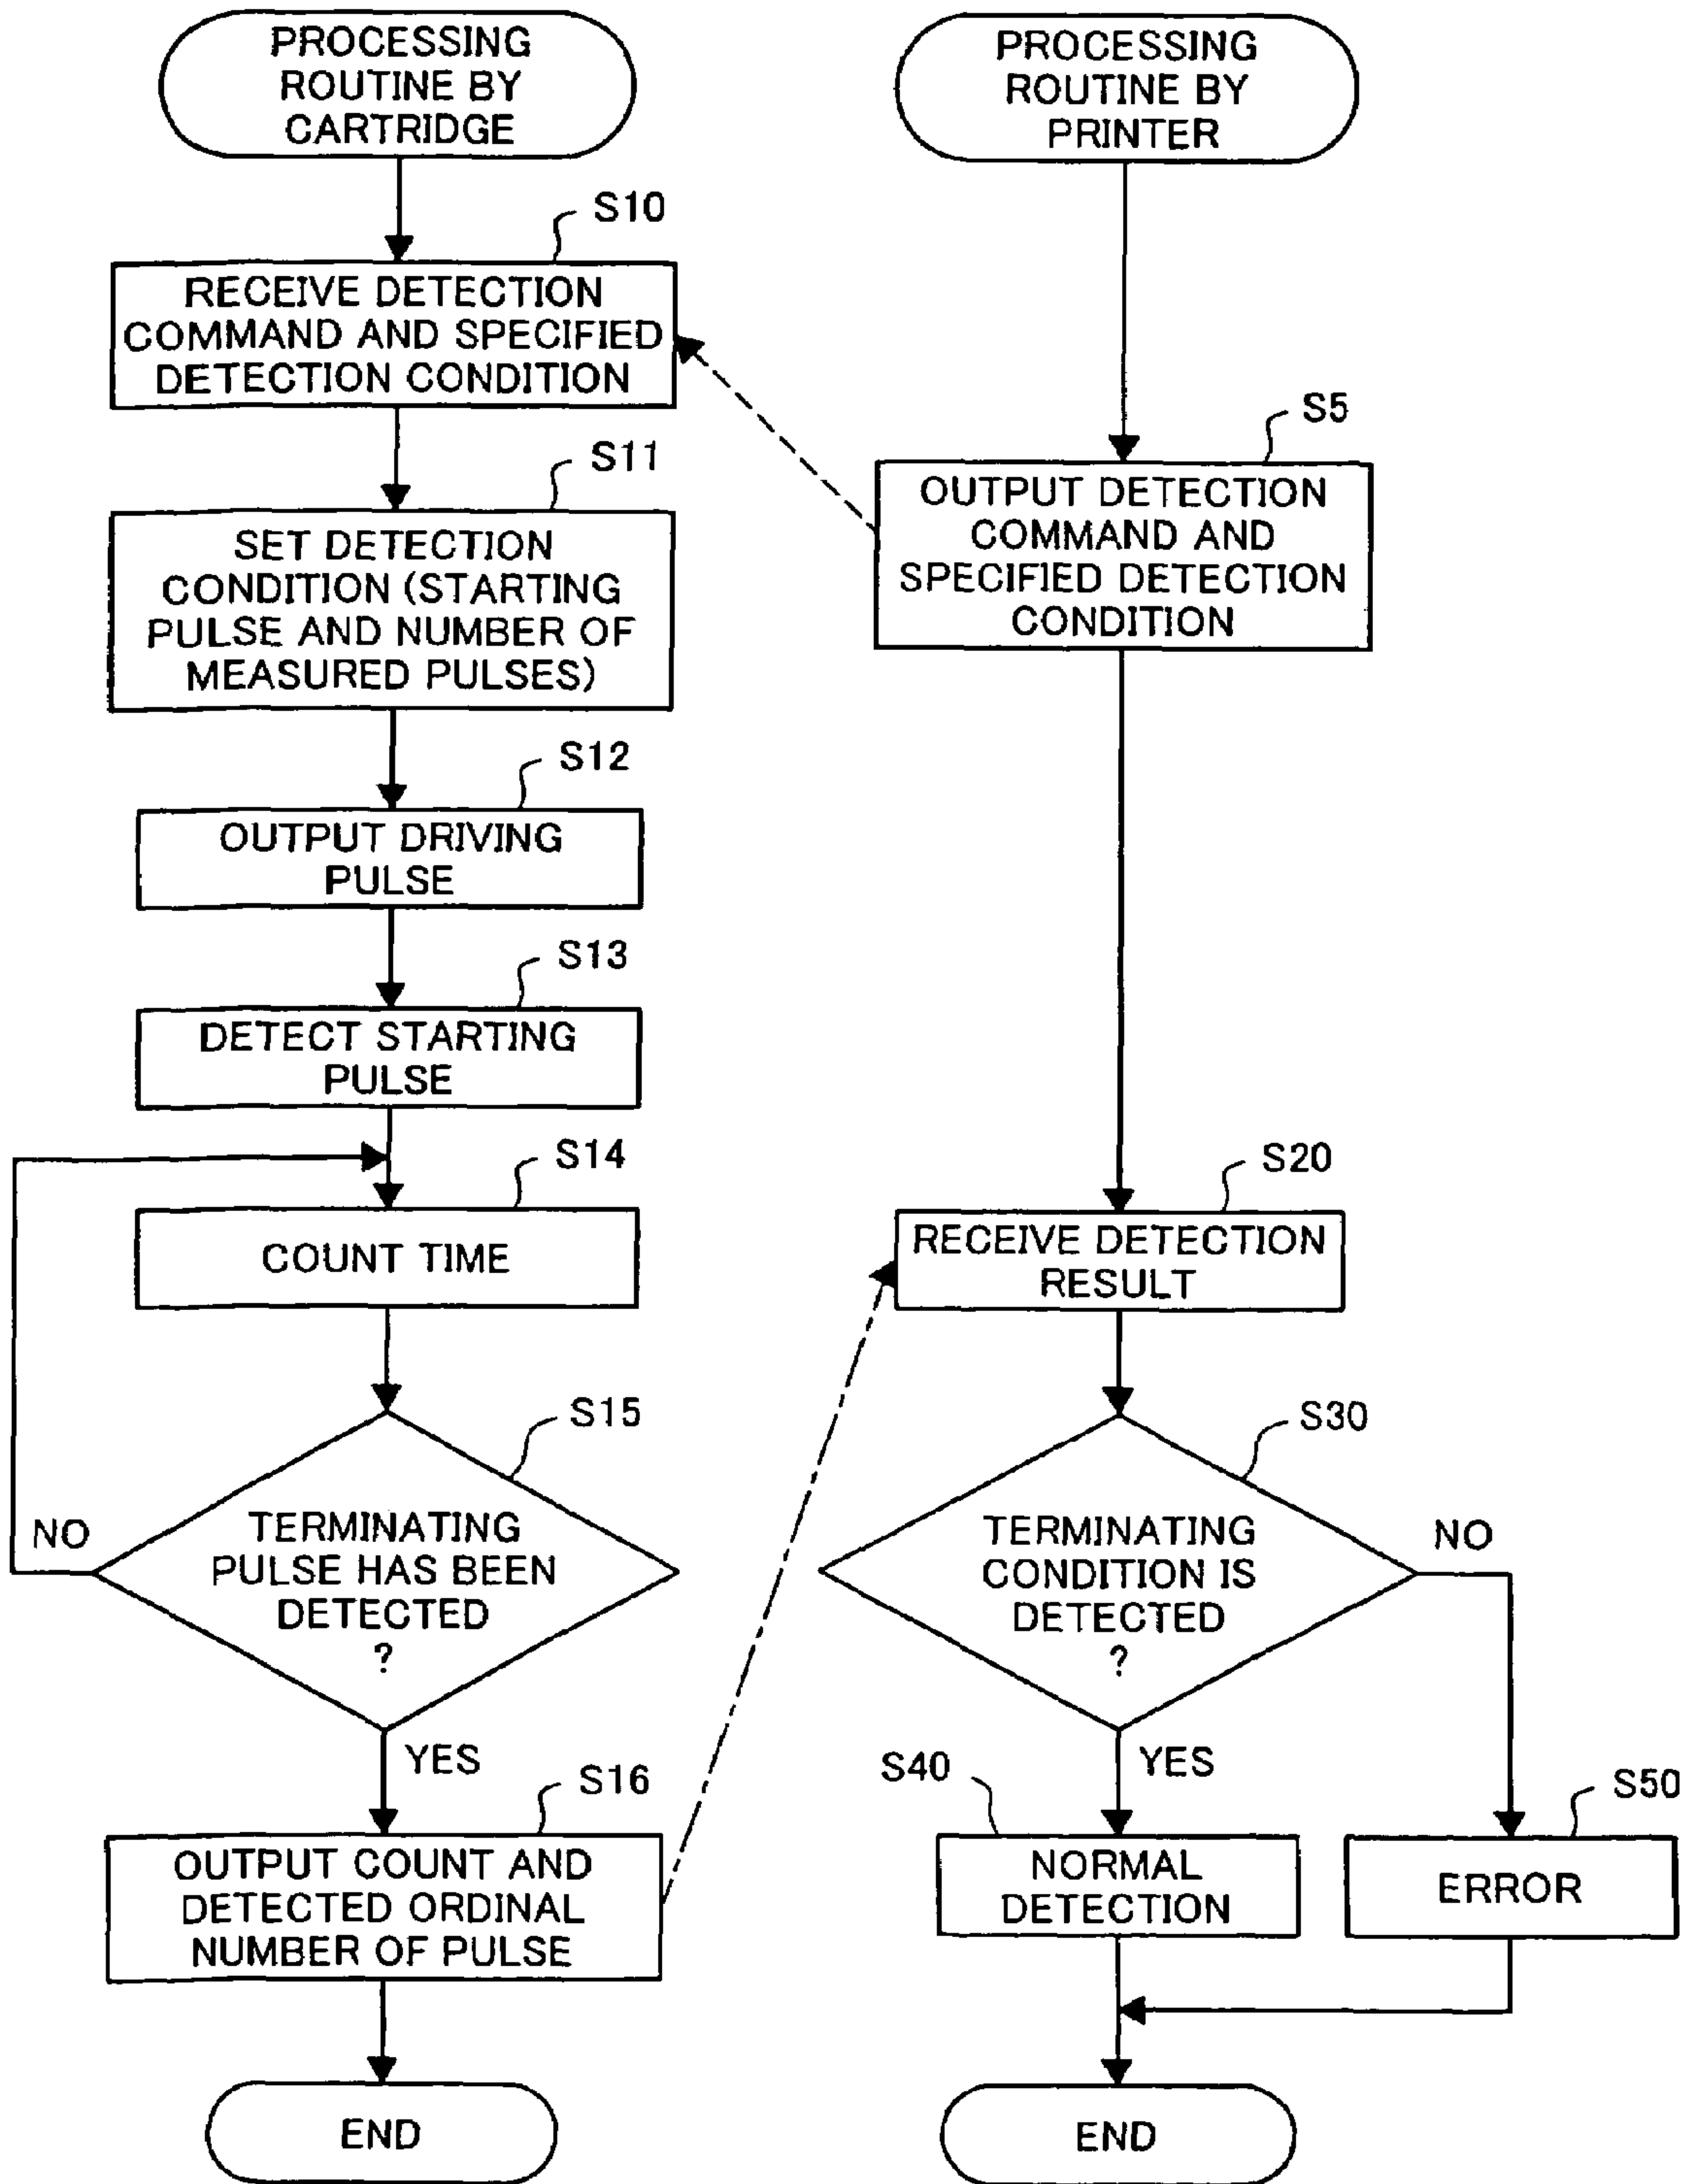 PROCESSING
ROUTINE BY
CARTRIDGE
S10
RECEIVE DETECTION
COMMAND AND SPECIFIED
DETECTION CONDITION
S11
SET DETECTION
CONDITION (STARTING
PULSE AND NUMBER OF
MEASURED PULSES)
S12
OUTPUT DRIVING
PULSE
S13
DETECT STARTING
PULSE
S14
COUNT TIME
S15
TERMINATING
PULSE HAS BEEN
DETECTED
?
NO
YES
S16
OUTPUT COUNT AND
DETECTED ORDINAL
NUMBER OF PULSE
END
PROCESSING
ROUTINE BY
PRINTER
S5
OUTPUT DETECTION
COMMAND AND
SPECIFIED DETECTION
CONDITION
S20
RECEIVE DETECTION
RESULT
S30
TERMINATING
CONDITION IS
DETECTED
?
NO
YES
S40
NORMAL
DETECTION
S50
ERROR
END